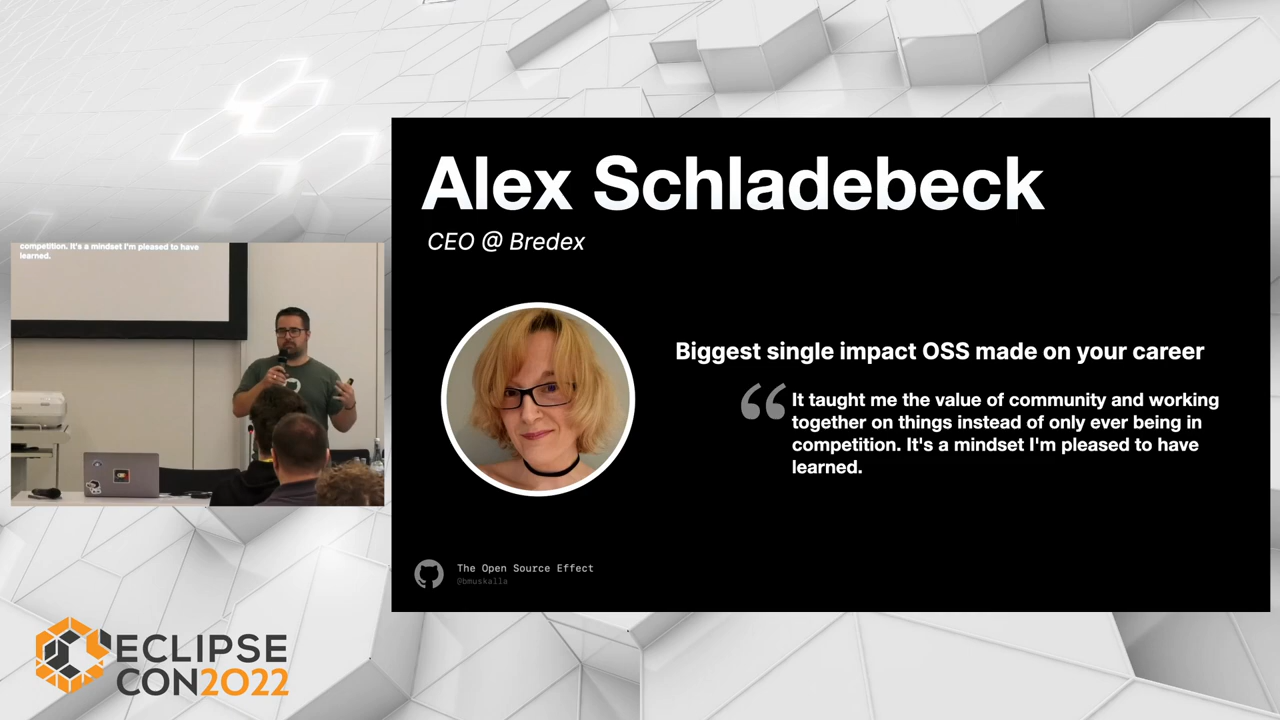 Alex Schladebeck
CEO @ Bredex
Biggest single impact OSS made on your career
“ It taught me the value of community and working
together on things instead of only ever being in
competition. It's a mindset I'm pleased to have
learned.
The Open Source Effect
@bmuskalla
competition. It's a mindset I'm pleased to have
learned.
ECLIPSE
CON2022